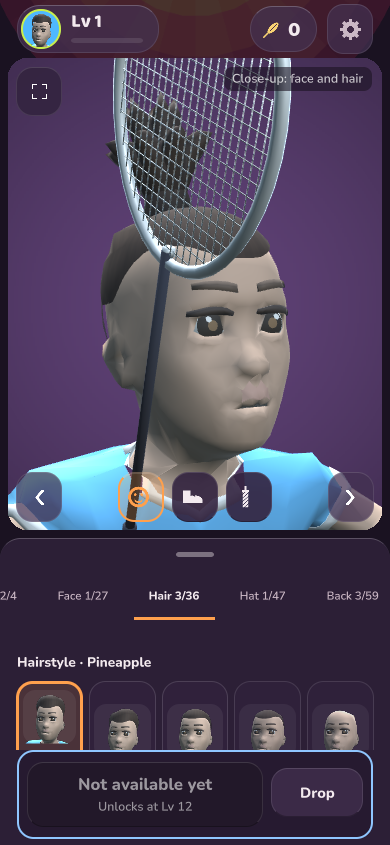 Lv 1
0
Close-up: face and hair
2/4
Face 1/27
Hair 3/36
Hat 1/47
Back 3/59
Hairstyle · Pineapple
Not available yet
Unlocks at Lv 12
Drop